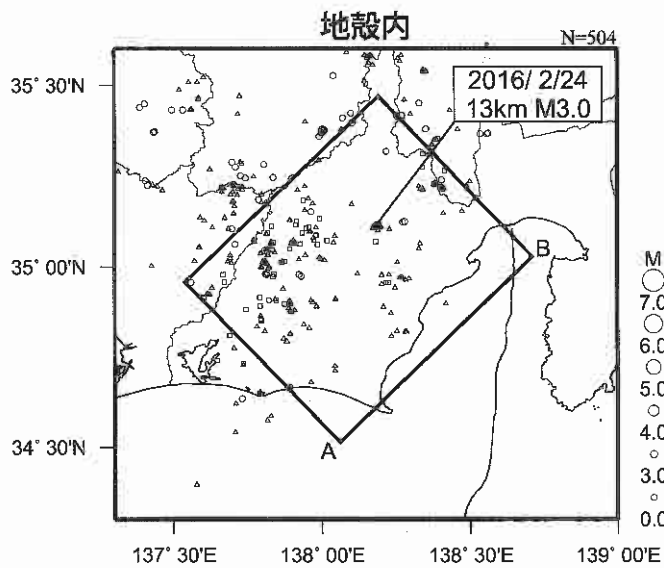 地殻内
N=504
35° 30'N
2016/ 2/24
13km M3.0
35° 00'N
B
M
7.0
6.0
5.0
4.0
3.0
0.0
34° 30'N
A
137° 30'E
138° 00'E
138° 30'E
139° 00'E